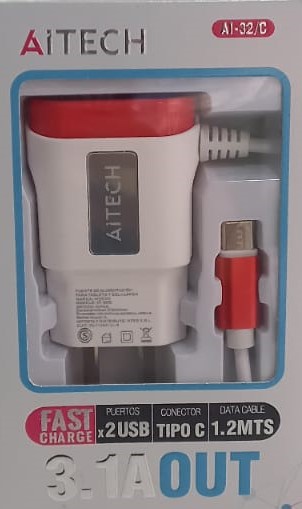 AiTECH
AI-32/C
AiTECH
FAST
CHARGE
PUERTOS
x2USB
CONECTOR
TIPO C
DATA CABLE
1.2MTS
3.1AOUT